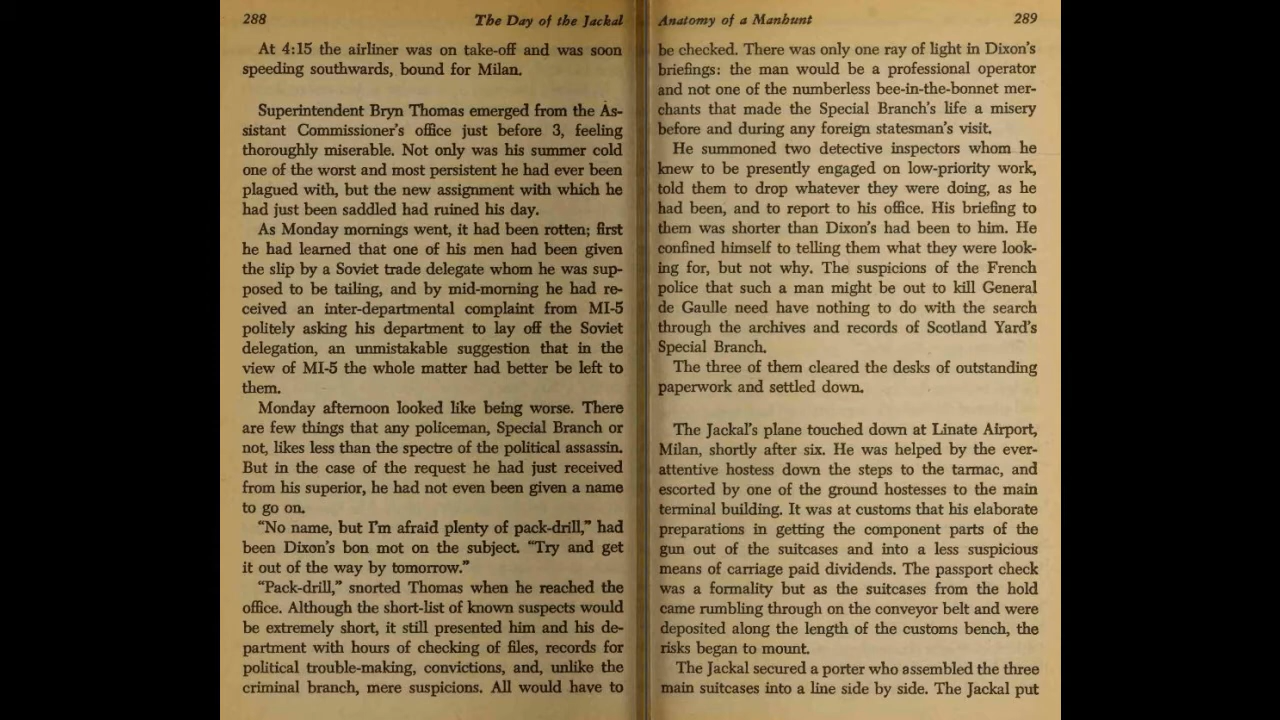 288
The Day of the Jackal
At 4:15 the airliner was on take-off and was soon
speeding southwards, bound for Milan.
Superintendent Bryn Thomas emerged from the As-
sistant Commissioner's office just before 3, feeling
thoroughly miserable. Not only was his summer cold
one of the worst and most persistent he had ever been
plagued with, but the new assignment with which he
had just been saddled had ruined his day.
As Monday mornings went, it had been rotten; first
he had learned that one of his men had been given
the slip by a Soviet trade delegate whom he was sup-
posed to be tailing, and by mid-morning he had re-
ceived an inter-departmental complaint from MI-5
politely asking his department to lay off the Soviet
delegation, an unmistakable suggestion that in the
view of MI-5 the whole matter had better be left to
them.
Monday afternoon looked like being worse. There
are few things that any policeman, Special Branch or
not, likes less than the spectre of the political assassin.
But in the case of the request he had just received
from his superior, he had not even been given a name
to go on.
"No name, but I'm afraid plenty of pack-drill," had
been Dixon's bon mot on the subject. "Try and get
it out of the way by tomorrow."
"Pack-drill," snorted Thomas when he reached the
office. Although the short-list of known suspects would
be extremely short, it still presented him and his de-
partment with hours of checking of files, records for
political trouble-making, convictions, and, unlike the
criminal branch, mere suspicions. All would have to
Anatomy of a Manhunt
289
be checked. There was only one ray of light in Dixon's
briefings: the man would be a professional operator
and not one of the numberless bee-in-the-bonnet mer-
chants that made the Special Branch's life a misery
before and during any foreign statesman's visit.
He summoned two detective inspectors whom he
knew to be presently engaged on low-priority work,
told them to drop whatever they were doing, as he
had been, and to report to his office. His briefing to
them was shorter than Dixon's had been to him. He
confined himself to telling them what they were look-
ing for, but not why. The suspicions of the French
police that such a man might be out to kill General
de Gaulle need have nothing to do with the search
through the archives and records of Scotland Yard's
Special Branch.
The three of them cleared the desks of outstanding
paperwork and settled down.
The Jackal's plane touched down at Linate Airport,
Milan, shortly after six. He was helped by the ever-
attentive hostess down the steps to the tarmac, and
escorted by one of the ground hostesses to the main
terminal building. It was at customs that his elaborate
preparations in getting the component parts of the
gun out of the suitcases and into a less suspicious
means of carriage paid dividends. The passport check
was a formality but as the suitcases from the hold
came rumbling through on the conveyor belt and were
deposited along the length of the customs bench, the
risks began to mount.
The Jackal secured a porter who assembled the three
main suitcases into a line side by side. The Jackal put